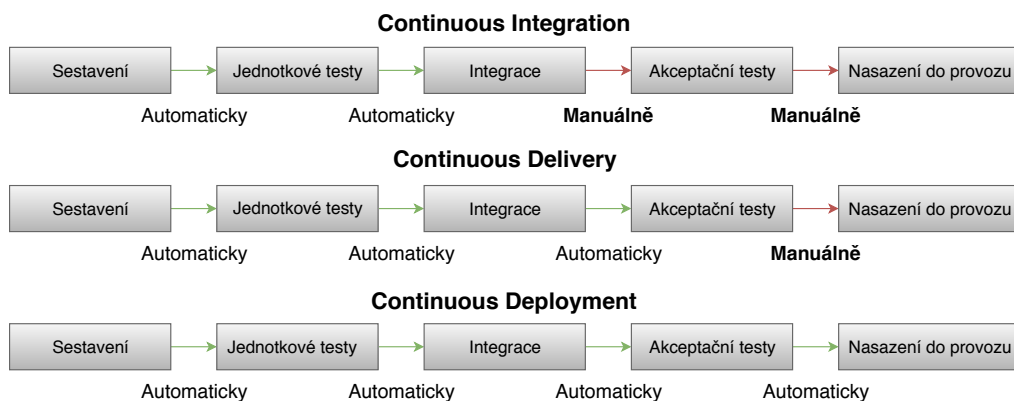 Continuous Integration
Sestavení Jednotkové testy Integrace Akceptační testy Nasazení do provozu
Automaticky Automaticky Manuálně Manuálně
Continuous Delivery
Sestavení Jednotkové testy Integrace Akceptační testy Nasazení do provozu
Automaticky Automaticky Automaticky Manuálně
Continuous Deployment
Sestavení Jednotkové testy Integrace Akceptační testy Nasazení do provozu
Automaticky Automaticky Automaticky Automaticky